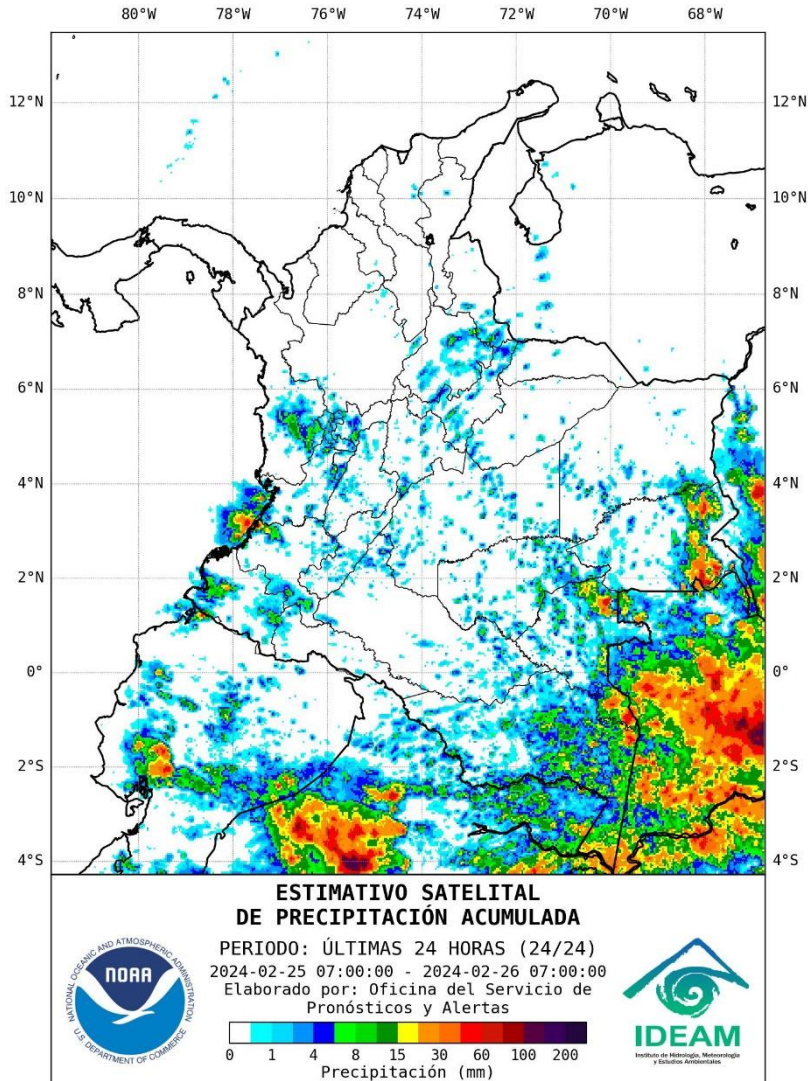 80°W 78°W 76°W 74°W 72°W 70°W 68°W
12°N 12°N
10°N 10°N
8°N 8°N
6°N 6°N
4°N 4°N
2°N 2°N
0° 0°
2°S 2°S
4°S 4°S
ESTIMATIVO SATELITAL
DE PRECIPITACIÓN ACUMULADA
PERIODO: ÚLTIMAS 24 HORAS (24/24)
2024-02-25 07:00:00 - 2024-02-26 07:00:00
Elaborado por: Oficina del Servicio de
Pronósticos y Alertas
0 1 4 8 15 30 60 100 200
Precipitación (mm)
NATIONAL OCEANIC AND ATMOSPHERIC ADMINISTRATION
NOAA
U.S. DEPARTMENT OF COMMERCE
IDEAM
Instituto de Hidrología, Meteorología
y Estudios Ambientales